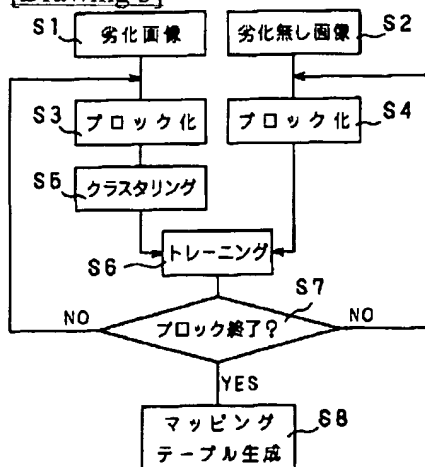 S1
劣化画像
劣化無し画像
S2
S3
ブロック化
ブロック化
S4
S5
クラスタリング
トレーニング
S6
S7
NO
ブロック終了?
NO
YES
マッピング
テーブル生成
S8